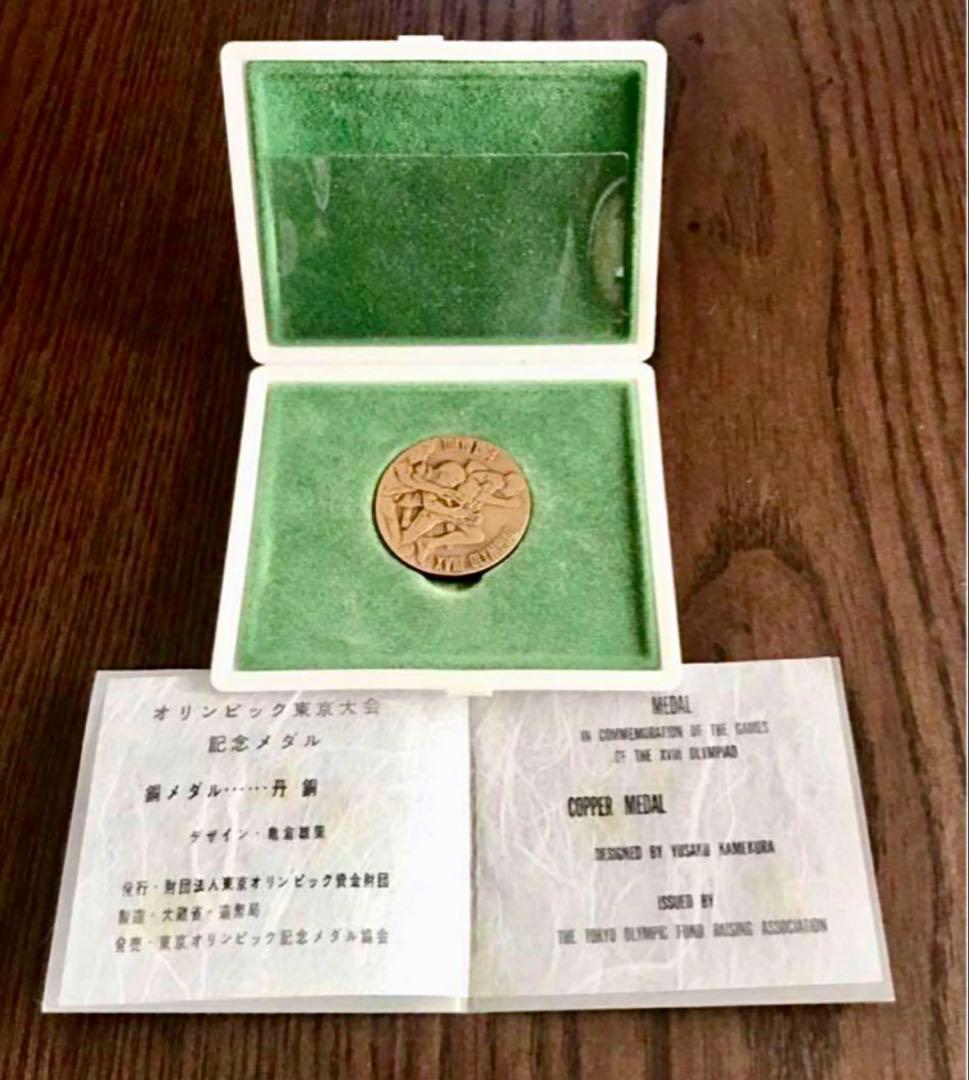 XVIII OLYMPIAD
オリンピック東京大会
記念メダル
銅メダル……丹銅
デザイン・亀倉雄策
発行・財団法人東京オリンピック資金財団
製造・大蔵省・造幣局
発売・東京オリンピック記念メダル協会
MEDAL
IN COMMEMORATION OF THE GAMES
OF THE XVIII OLYMPIAD
COPPER MEDAL
DESIGNED BY YUSAKU KAMEKURA
ISSUED BY
THE TOKYO OLYMPIC FUND RAISING ASSOCIATION